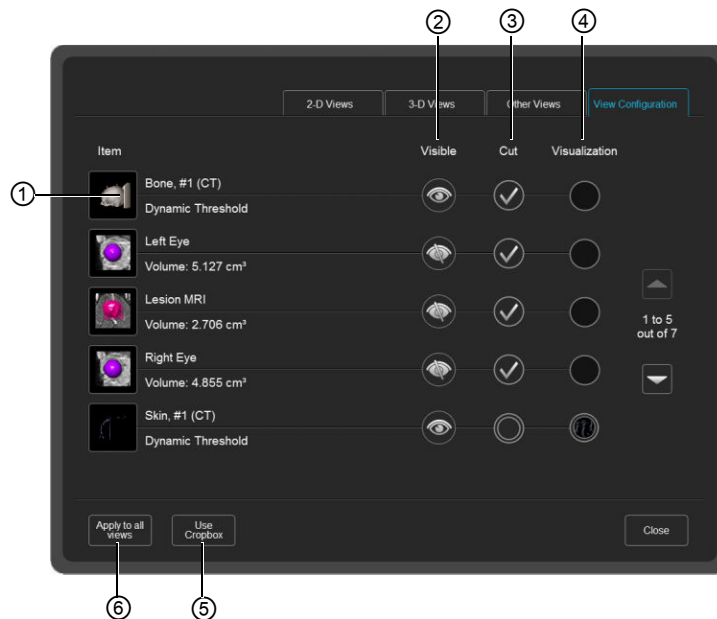 ② ③ ④
2-D Views 3-D Views Other Views View Configuration
Item Visible Cut Visualization
①
Bone, #1 (CT)
Dynamic Threshold
Left Eye
Volume: 5.127 cm³
Lesion MRI
Volume: 2.706 cm³
Right Eye
Volume: 4.855 cm³
Skin, #1 (CT)
Dynamic Threshold
1 to 5
out of 7
Apply to all
views
Use
Cropbox
Close
⑥ ⑤